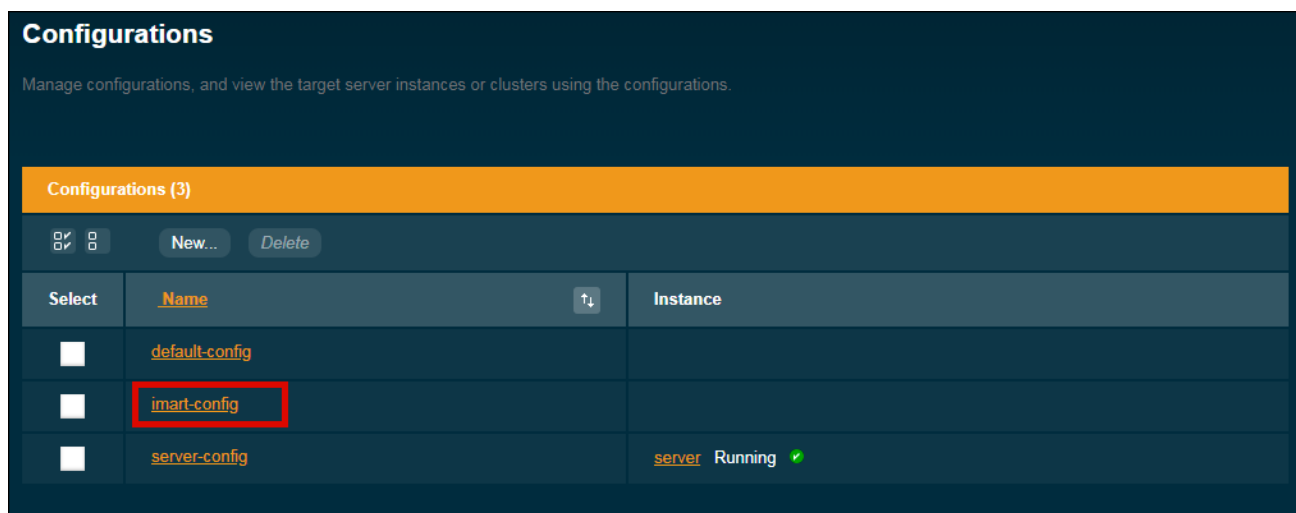 Configurations
Manage configurations, and view the target server instances or clusters using the configurations.
Configurations (3)
New... Delete
Select Name Instance
default-config
imart-config
server-config server Running